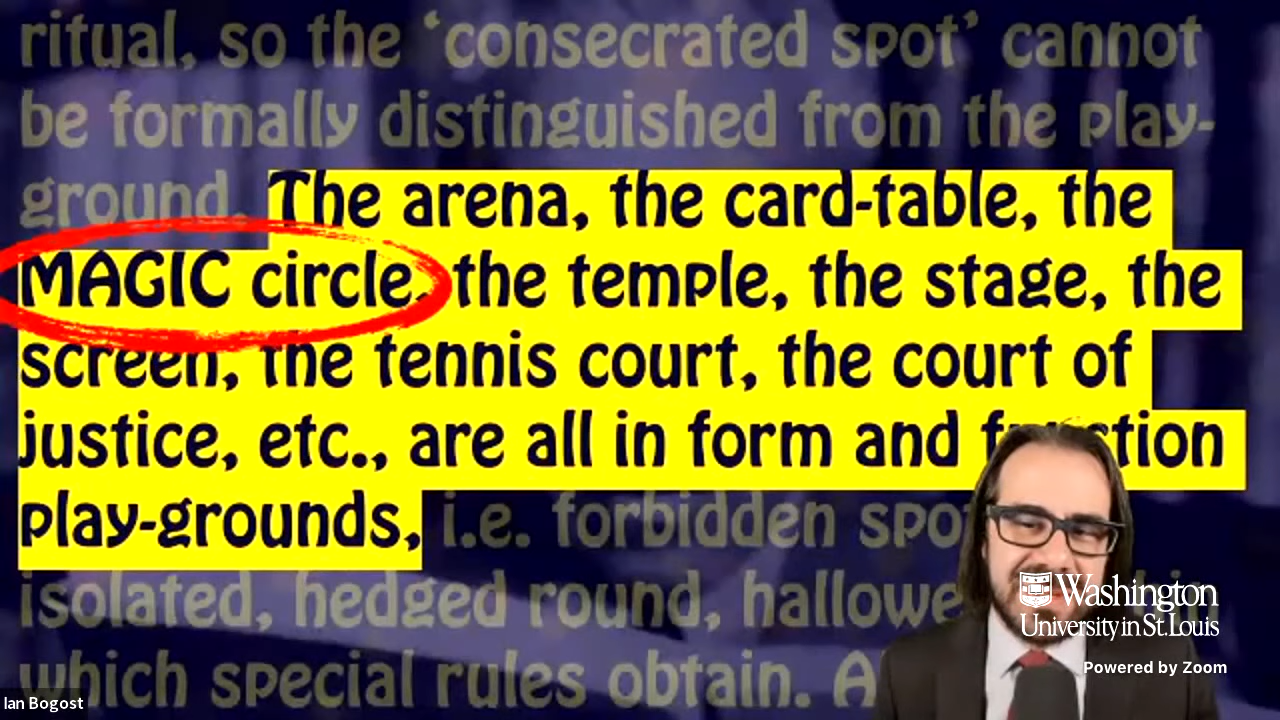 ritual, so the ‘consecrated spot’ cannot
be formally distinguished from the play-
ground. The arena, the card-table, the
MAGIC circle, the temple, the stage, the
screen, the tennis court, the court of
justice, etc., are all in form and function
play-grounds, i.e. forbidden
isolated, hedged round,
which special rules obtain.
Washington
University in St. Louis
Powered by Zoom
Ian Bogost